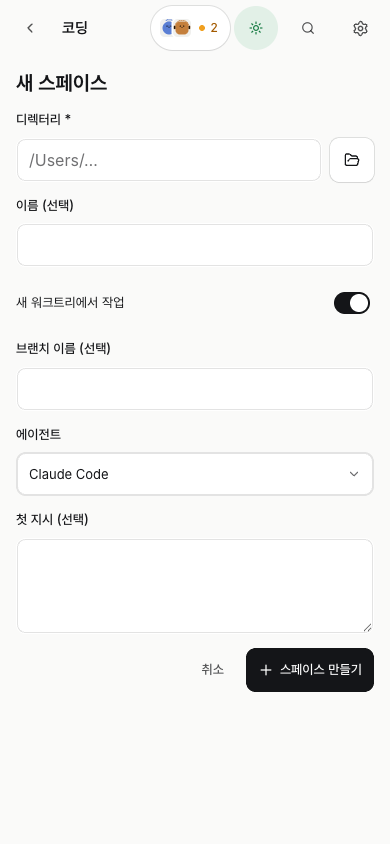 코딩
2
새 스페이스
디렉터리 *
/Users/...
이름 (선택)
새 워크트리에서 작업
브랜치 이름 (선택)
에이전트
Claude Code
첫 지시 (선택)
취소
스페이스 만들기